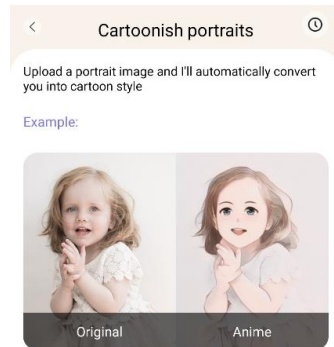 Cartoonish portraits
Upload a portrait image and I'll automatically convert
you into cartoon style
Example:
Original
Anime